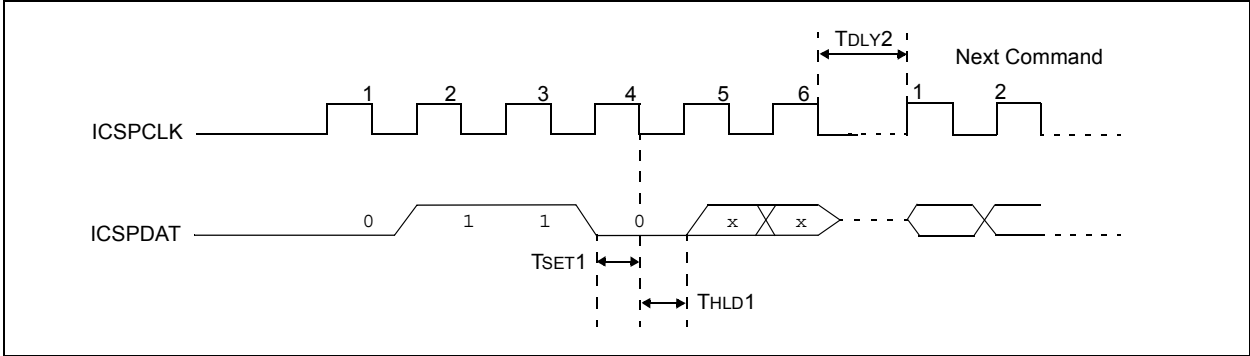 TDLY2
Next Command
1 2 3 4 5 6 1 2
ICSPCLK
0 1 1 0 x x
ICSPDAT
TSET1
THLD1